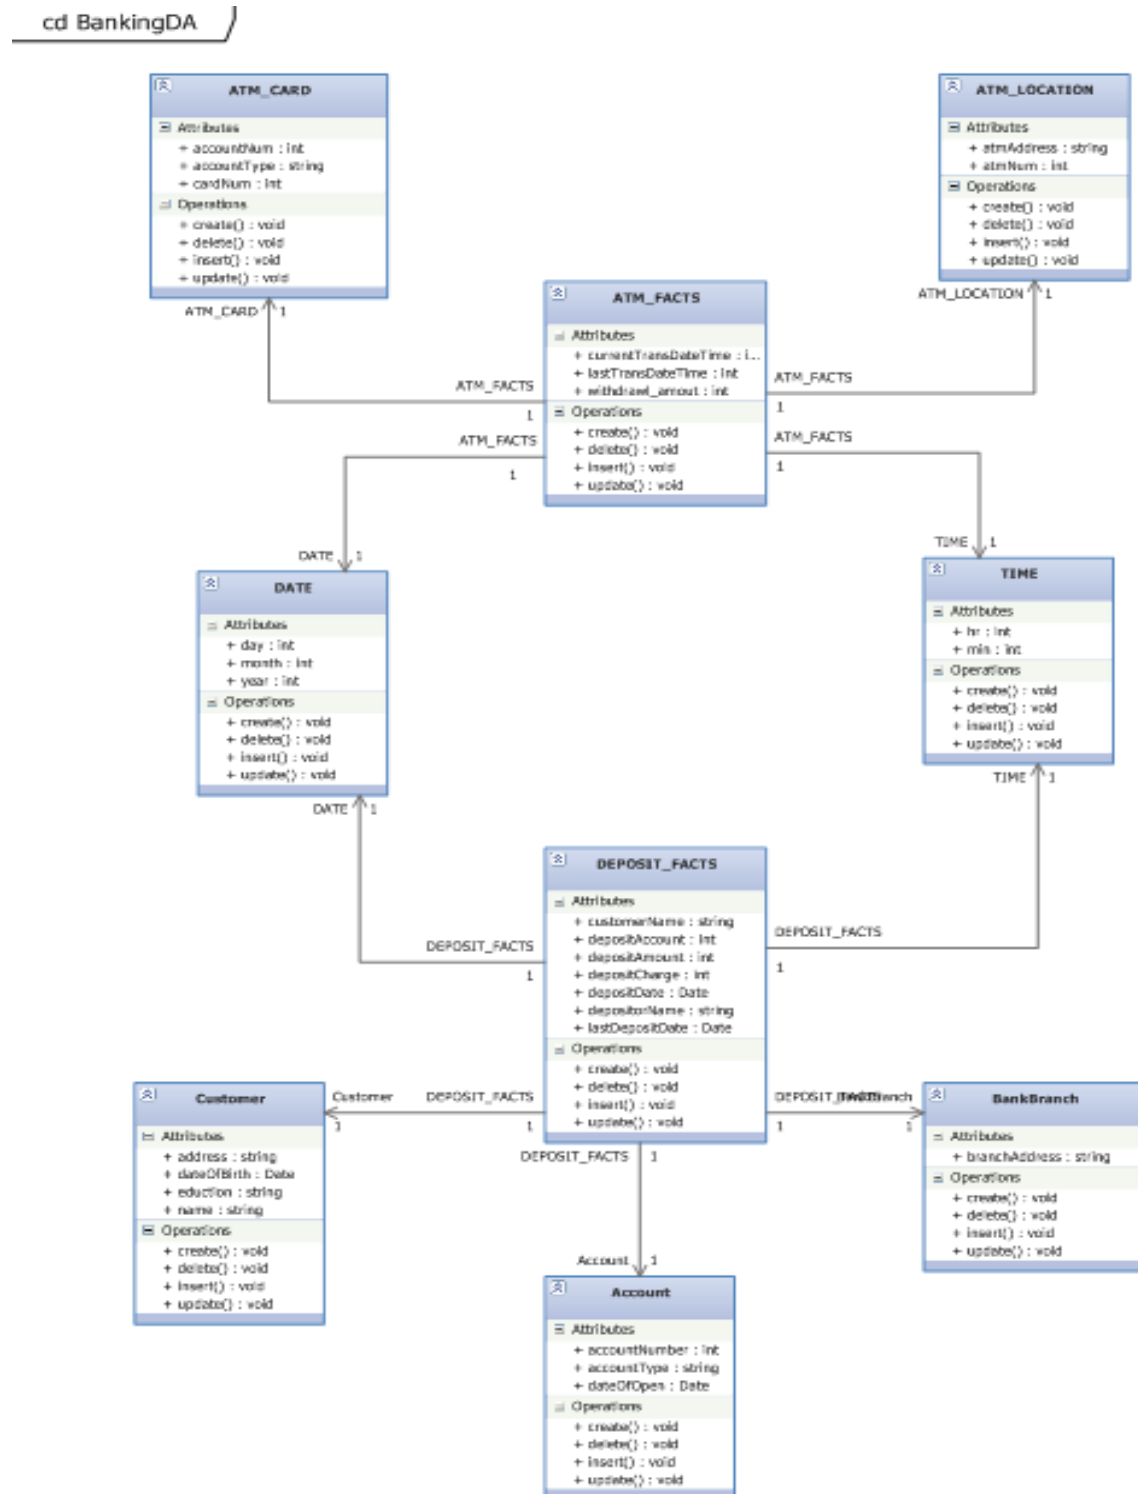 cd BankingDA
ATM_CARD
Attributes
+ accountNum : int
+ accountType : string
+ cardNum : int
Operations
+ create() : void
+ delete() : void
+ insert() : void
+ update() : void
ATM_CARD 1
ATM_LOCATION
Attributes
+ atmAddress : string
+ atmNum : int
Operations
+ create() : void
+ delete() : void
+ insert() : void
+ update() : void
ATM_LOCATION 1
ATM_FACTS
Attributes
+ currentTransDateTime : i...
+ lastTransDateTime : int
+ withdrawl_amout : int
Operations
+ create() : void
+ delete() : void
+ insert() : void
+ update() : void
ATM_FACTS
1
ATM_FACTS
1
ATM_FACTS
1
ATM_FACTS
1
DATE 1
DATE
Attributes
+ day : int
+ month : int
+ year : int
Operations
+ create() : void
+ delete() : void
+ insert() : void
+ update() : void
DATE 1
TIME 1
TIME
Attributes
+ hr : int
+ min : int
Operations
+ create() : void
+ delete() : void
+ insert() : void
+ update() : void
TIME 1
DEPOSIT_FACTS
Attributes
+ customerName : string
+ depositAccount : int
+ depositAmount : int
+ depositCharge : int
+ depositDate : Date
+ depositorName : string
+ lastDepositDate : Date
Operations
+ create() : void
+ delete() : void
+ insert() : void
+ update() : void
DEPOSIT_FACTS
1
DEPOSIT_FACTS
1
Customer DEPOSIT_FACTS
1 1
DEPOSIT_
1 1
DEPOSIT_FACTS 1
Customer
Attributes
+ address : string
+ dateOfBirth : Date
+ eduction : string
+ name : string
Operations
+ create() : void
+ delete() : void
+ insert() : void
+ update() : void
BankBranch
Attributes
+ branchAddress : string
Operations
+ create() : void
+ delete() : void
+ insert() : void
+ update() : void
Account 1
Account
Attributes
+ accountNumber : int
+ accountType : string
+ dateOfOpen : Date
Operations
+ create() : void
+ delete() : void
+ insert() : void
+ update() : void